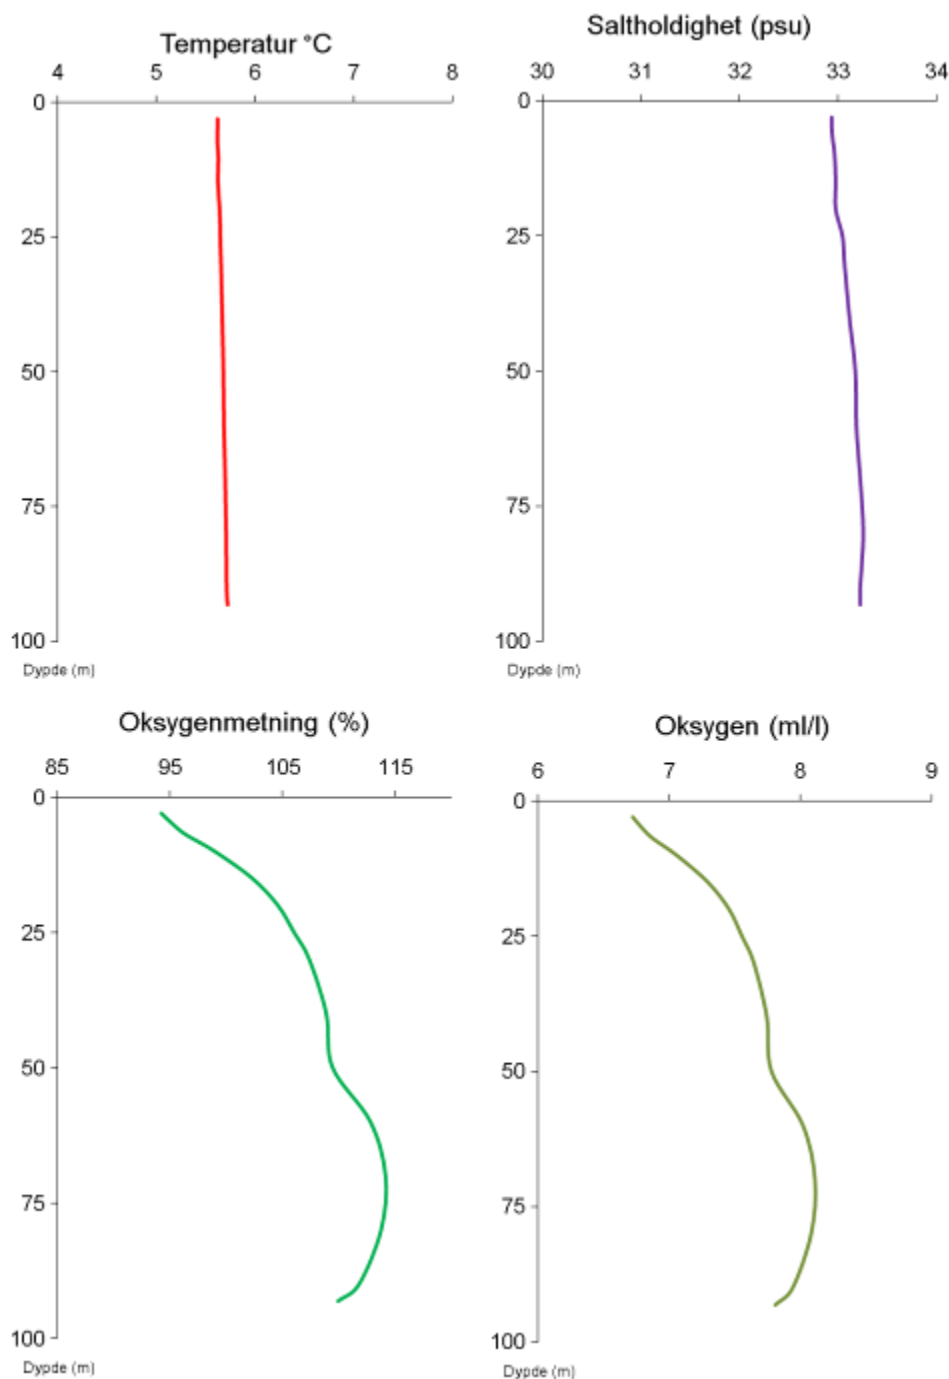 Temperatur °C
4 5 6 7 8
0
25
50
75
100
Dypde (m)
Saltholdighet (psu)
30 31 32 33 34
0
25
50
75
100
Dypde (m)
Oksygenmetning (%)
85 95 105 115
0
25
50
75
100
Dypde (m)
Oksygen (ml/l)
6 7 8 9
0
25
50
75
100
Dypde (m)